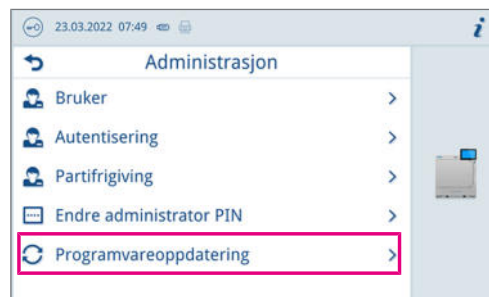 23.03.2022 07:49
Administrasjon
Bruker
Autentisering
Partifrigiving
Endre administrator PIN
Programvareoppdatering